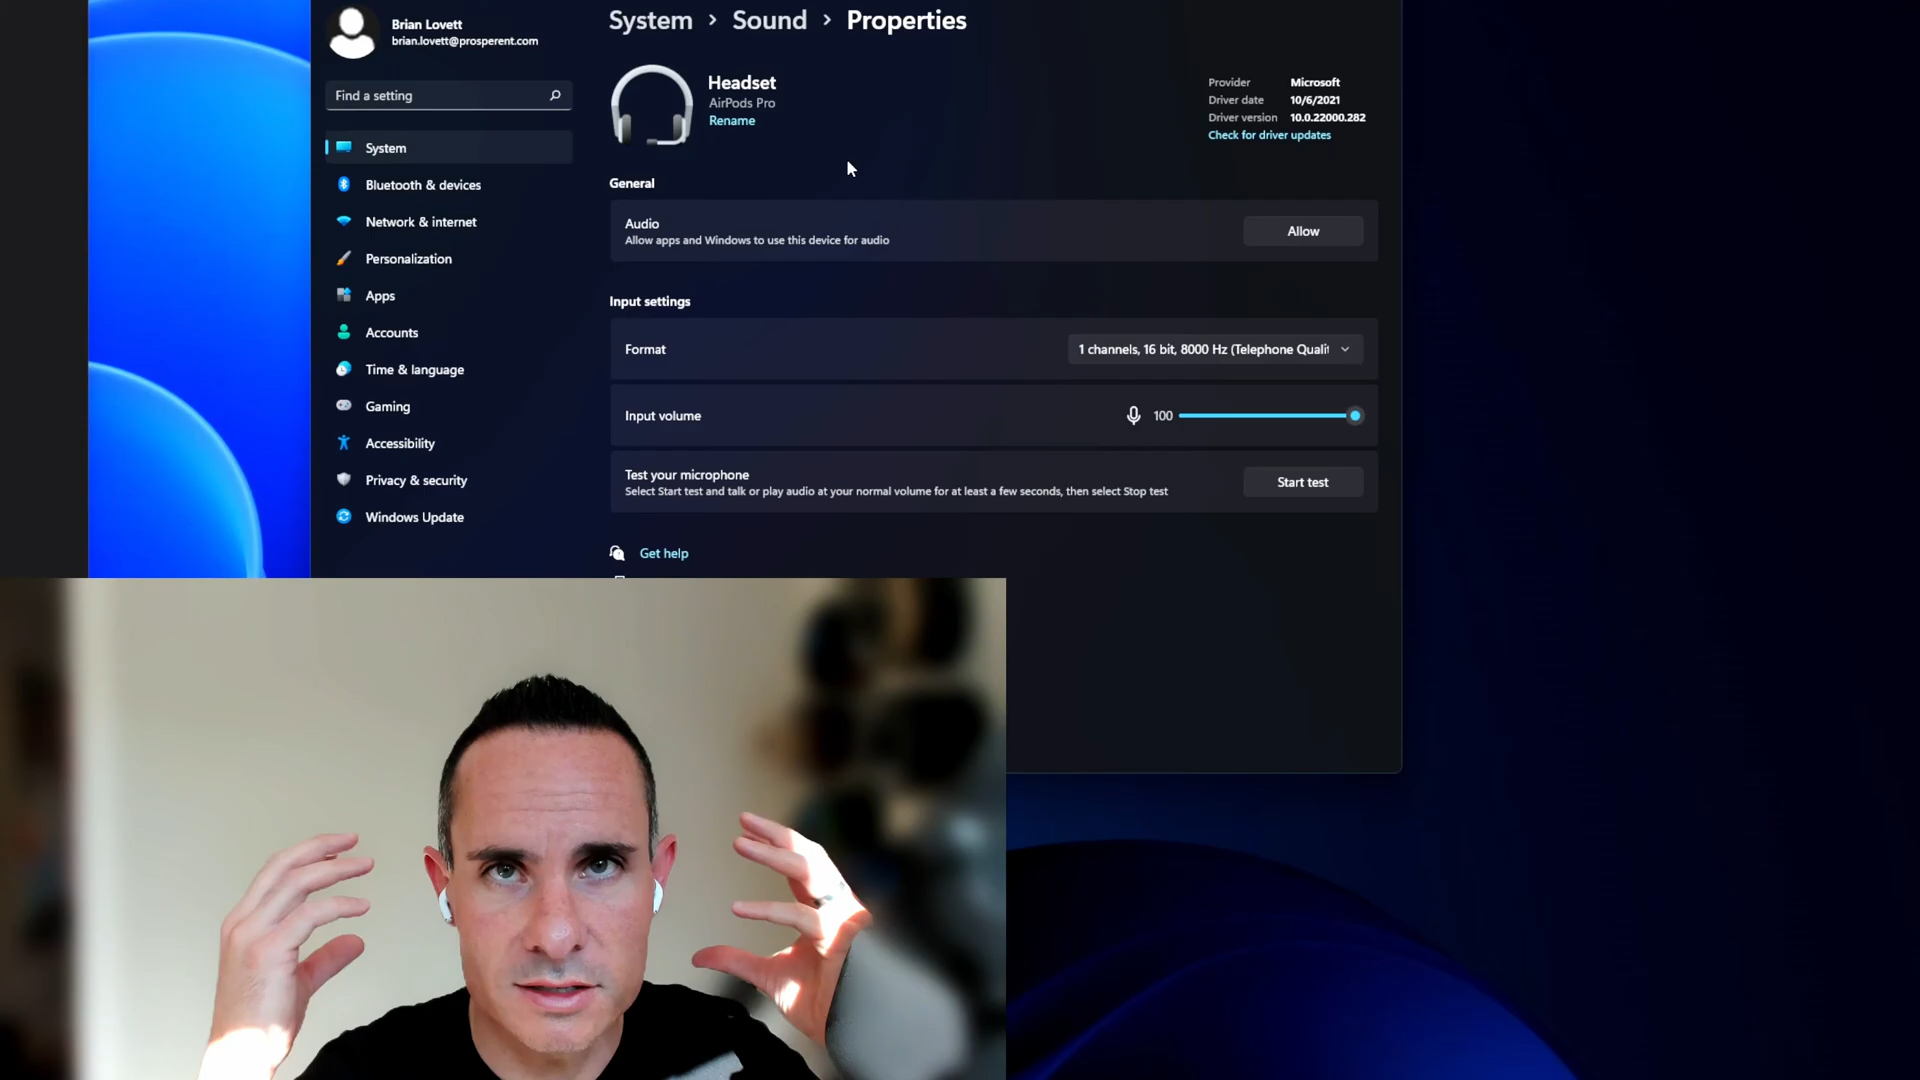 Brian Lovett
brian.lovett@prosperent.com
Find a setting
System
Bluetooth & devices
Network & internet
Personalization
Apps
Accounts
Time & language
Gaming
Accessibility
Privacy & security
Windows Update
System > Sound > Properties
Headset
AirPods Pro
Rename
Provider Microsoft
Driver date 10/6/2021
Driver version 10.0.22000.282
Check for driver updates
General
Audio
Allow apps and Windows to use this device for audio
Allow
Input settings
Format
1 channels, 16 bit, 8000 Hz (Telephone Quali
Input volume
100
Test your microphone
Select Start test and talk or play audio at your normal volume for at least a few seconds, then select Stop test
Start test
Get help